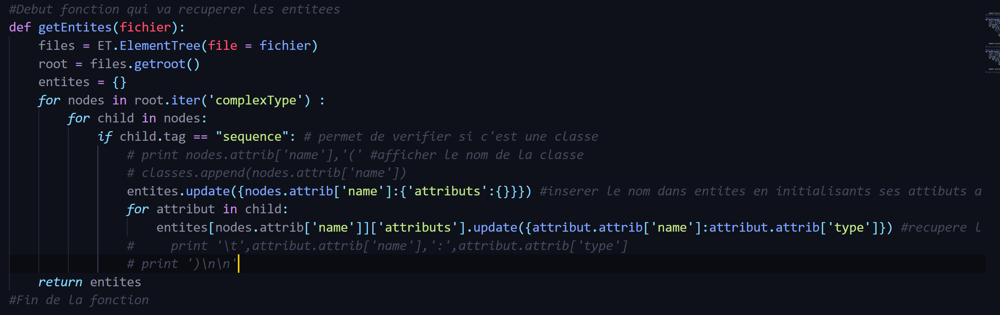 #Debut fonction qui va recuperer les entitees
def getEntites(fichier):
    files = ET.ElementTree(file = fichier)
    root = files.getroot()
    entites = {}
    for nodes in root.iter('complexType') :
        for child in nodes:
            if child.tag == "sequence": # permet de verifier si c'est une classe
                # print nodes.attrib['name'],'(' #afficher le nom de la classe
                # classes.append(nodes.attrib['name'])
                entites.update({nodes.attrib['name']:{'attributs':{}}}) #inserer le nom dans entites en initialisants ses attibuts a
                for attribut in child:
                    entites[nodes.attrib['name']]['attributs'].update({attribut.attrib['name']:attribut.attrib['type']}) #recupere l
                #     print '\t',attribut.attrib['name'],':',attribut.attrib['type']
                # print ')\n\n'
    return entites
#Fin de la fonction